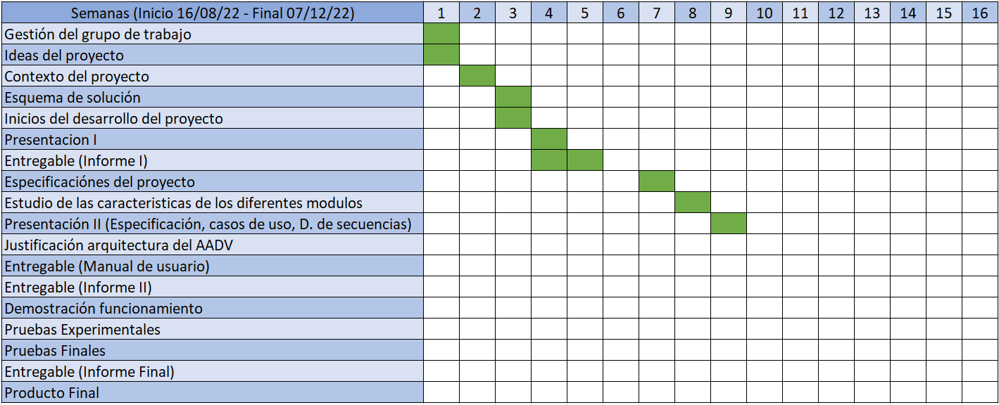 Semanas (Inicio 16/08/22 - Final 07/12/22) 1 2 3 4 5 6 7 8 9 10 11 12 13 14 15 16
Gestión del grupo de trabajo
Ideas del proyecto
Contexto del proyecto
Esquema de solución
Inicios del desarrollo del proyecto
Presentacion I
Entregable (Informe I)
Especificaciónes del proyecto
Estudio de las caracteristicas de los diferentes modulos
Presentación II (Especificación, casos de uso, D. de secuencias)
Justificación arquitectura del AADV
Entregable (Manual de usuario)
Entregable (Informe II)
Demostración funcionamiento
Pruebas Experimentales
Pruebas Finales
Entregable (Informe Final)
Producto Final